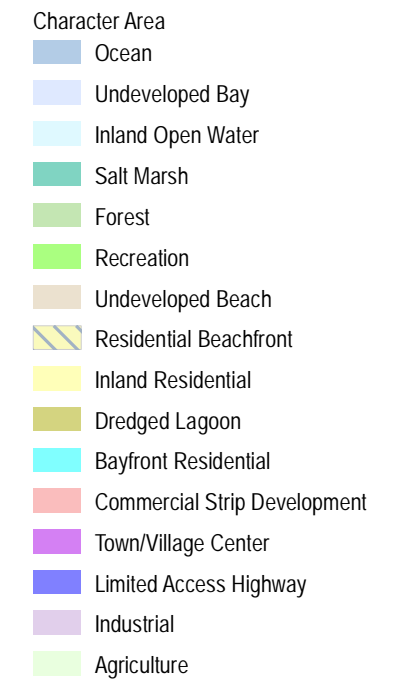 Character Area
Ocean
Undeveloped Bay
Inland Open Water
Salt Marsh
Forest
Recreation
Undeveloped Beach
Residential Beachfront
Inland Residential
Dredged Lagoon
Bayfront Residential
Commercial Strip Development
Town/Village Center
Limited Access Highway
Industrial
Agriculture